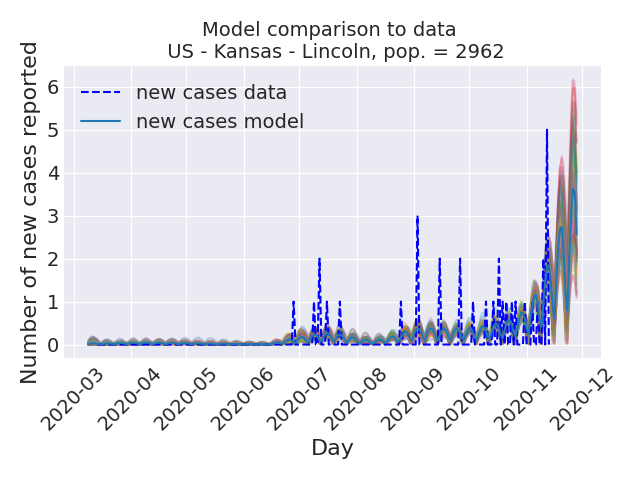 Model comparison to data
US - Kansas - Lincoln, pop. = 2962
Number of new cases reported
6
5
4
3
2
1
0
new cases data
new cases model
2020-03
2020-04
2020-05
2020-06
2020-07
2020-08
2020-09
2020-10
2020-11
2020-12
Day